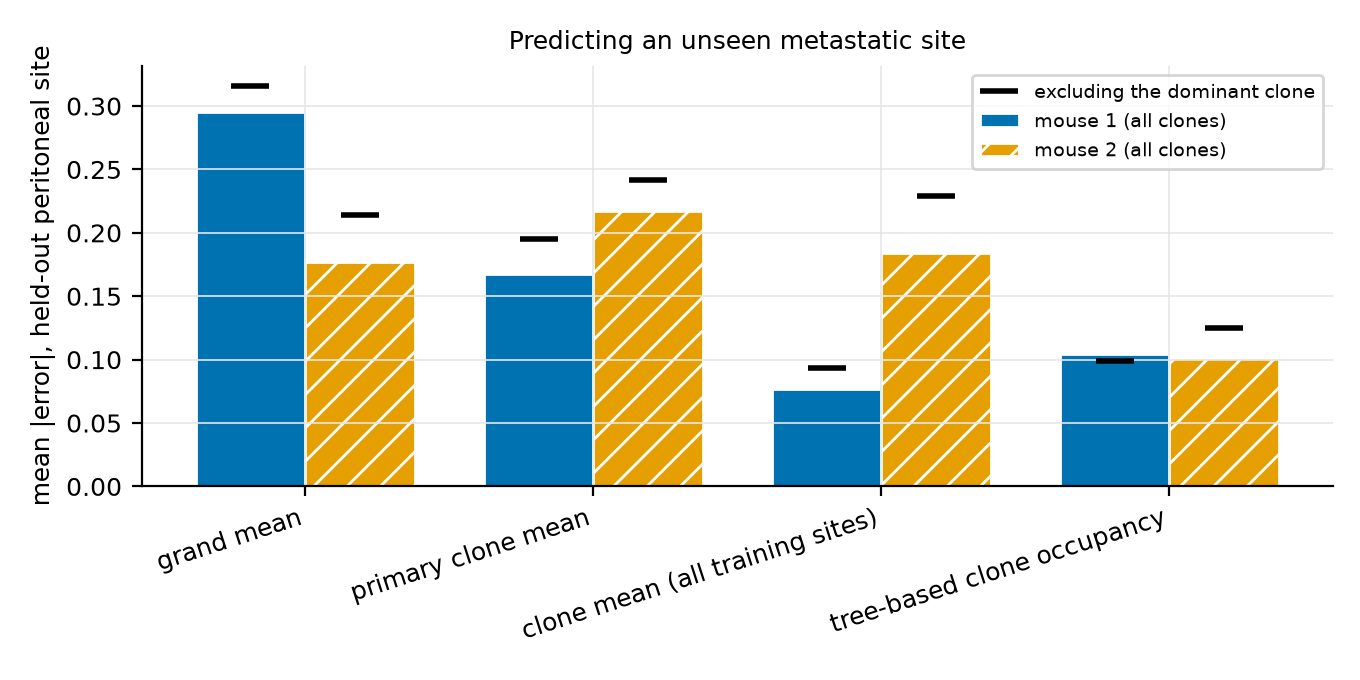 Predicting an unseen metastatic site
mean |error|, held-out peritoneal site
0.30
0.25
0.20
0.15
0.10
0.05
0.00
excluding the dominant clone
mouse 1 (all clones)
mouse 2 (all clones)
grand mean
primary clone mean
clone mean (all training sites)
tree-based clone occupancy